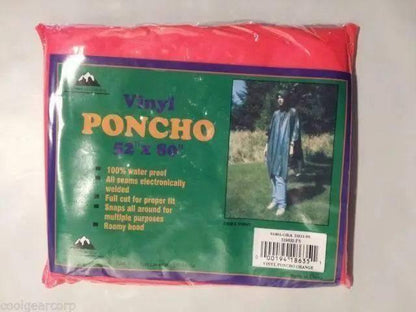 Vinyl
PONCHO
52" x 80"
100% water proof
All seams electronically
welded
Full cut for proper fit
Snaps all around for
multiple purposes
Roomy hood
VINYL PONCHO ORANGE
coolgearcorp